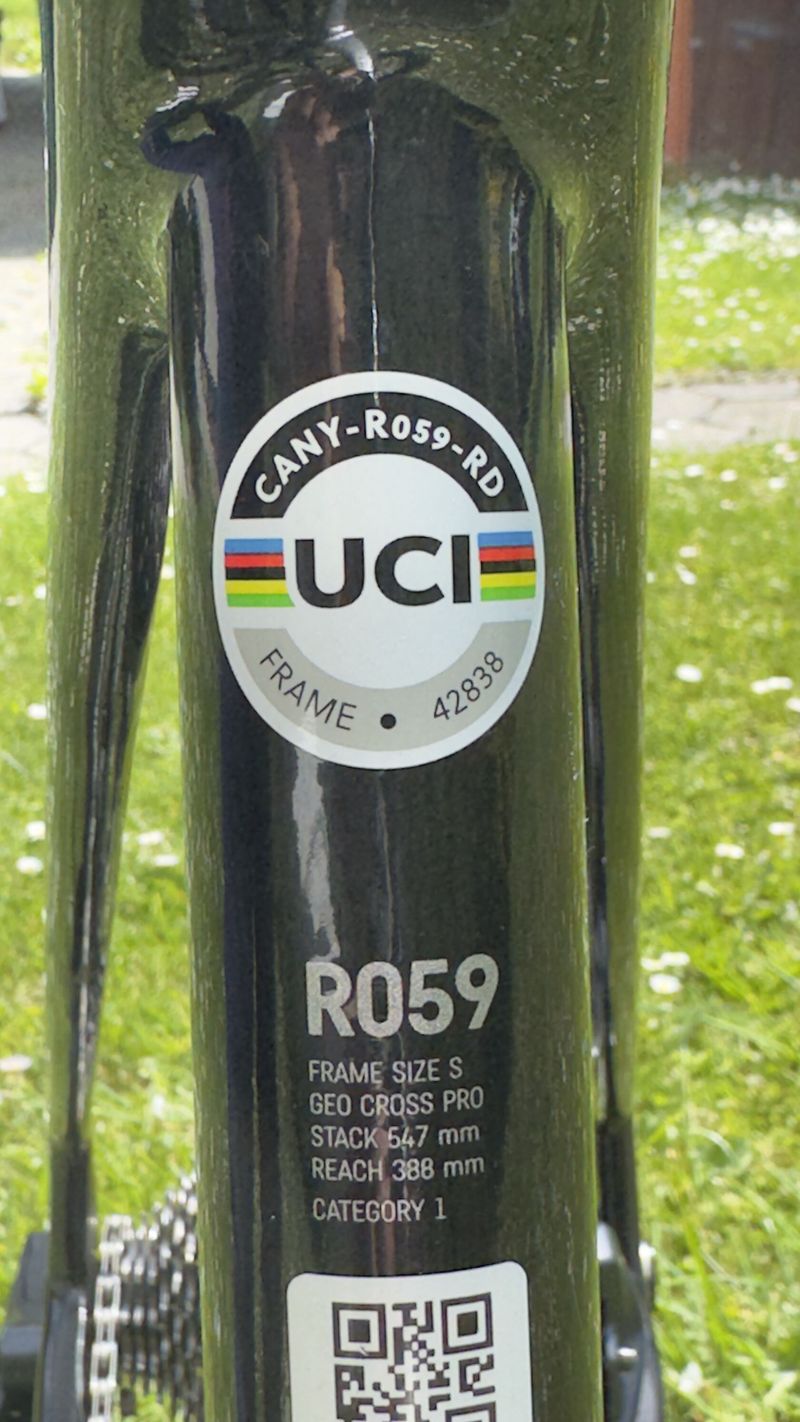 CANY-R059-RD
UCI
FRAME • 42838
R059
FRAME SIZE S
GEO CROSS PRO
STACK 547 mm
REACH 388 mm
CATEGORY 1